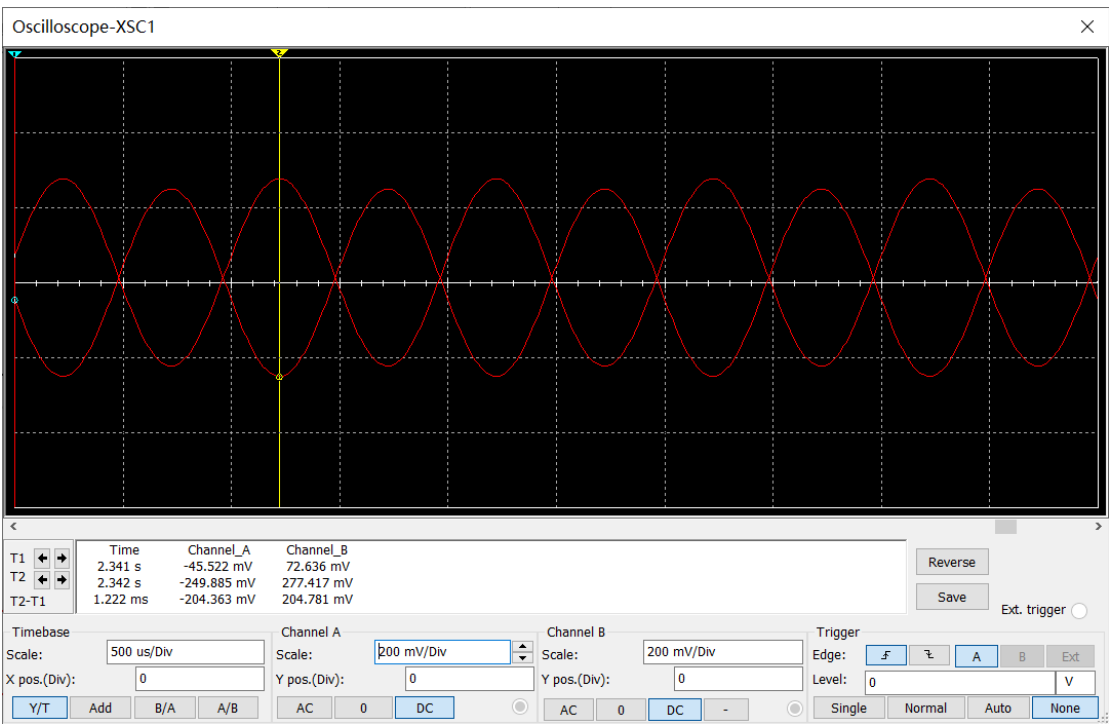 Oscilloscope-XSC1
Time Channel_A Channel_B
T1 2.341 s -45.522 mV 72.636 mV
T2 2.342 s -249.885 mV 277.417 mV
T2-T1 1.222 ms -204.363 mV 204.781 mV
Reverse
Save
Ext. trigger
Timebase
Scale: 500 us/Div
X pos.(Div): 0
Y/T Add B/A A/B
Channel A
Scale: 200 mV/Div
Y pos.(Div): 0
AC 0 DC
Channel B
Scale: 200 mV/Div
Y pos.(Div): 0
AC 0 DC -
Trigger
Edge: A B Ext
Level: 0 V
Single Normal Auto None